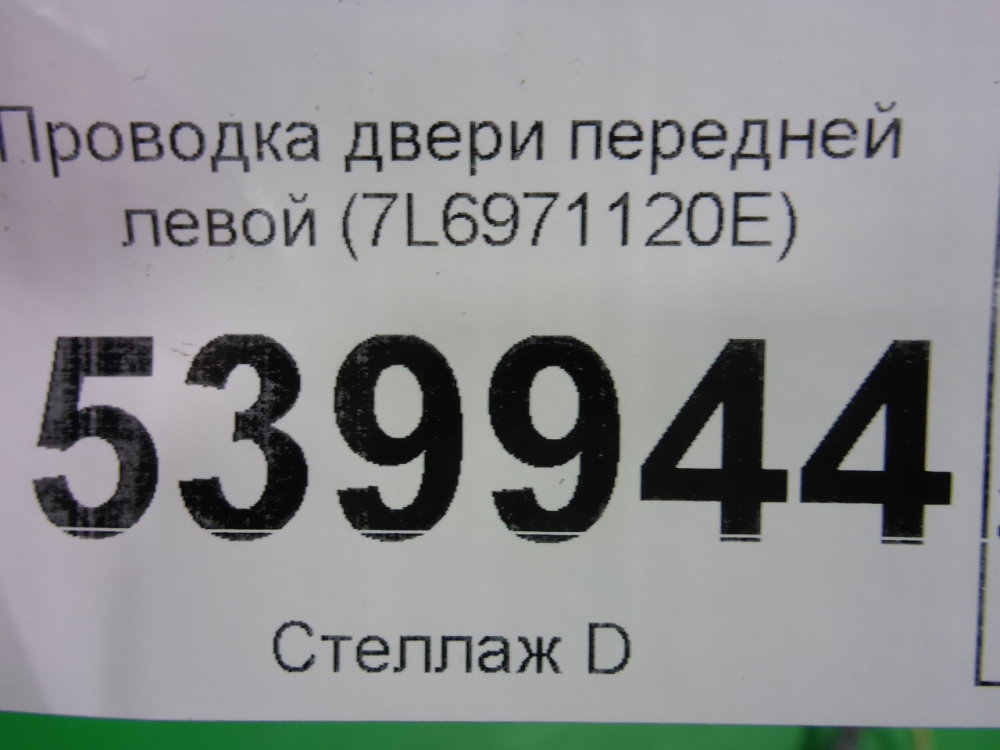 Проводка двери передней
левой (7L6971120E)
539944
Стеллаж D